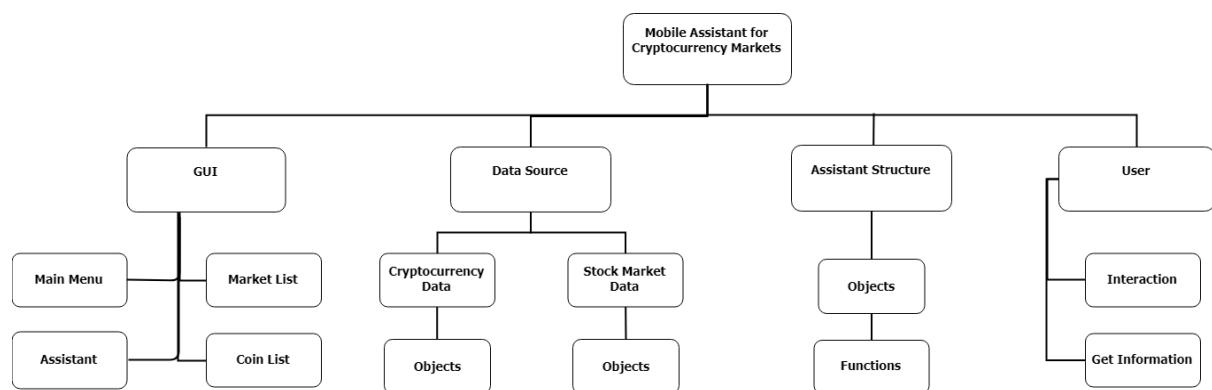 Mobile Assistant for
Cryptocurrency Markets
GUI
Data Source
Assistant Structure
User
Main Menu
Market List
Cryptocurrency
Data
Stock Market
Data
Objects
Interaction
Assistant
Coin List
Objects
Objects
Functions
Get Information